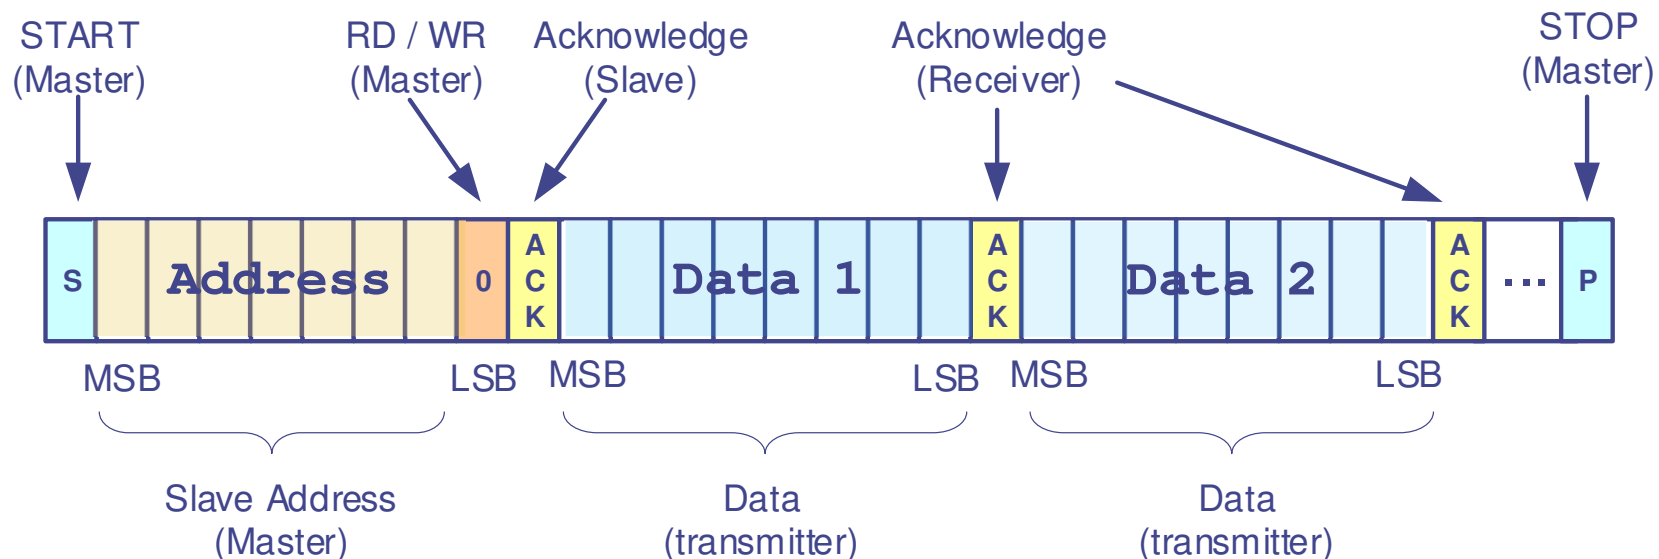 START
(Master)
RD / WR
(Master)
Acknowledge
(Slave)
Acknowledge
(Receiver)
STOP
(Master)
S
Address
0
A
C
K
Data 1
A
C
K
Data 2
A
C
K
...
P
MSB
LSB
MSB
LSB
MSB
LSB
Slave Address
(Master)
Data
(transmitter)
Data
(transmitter)